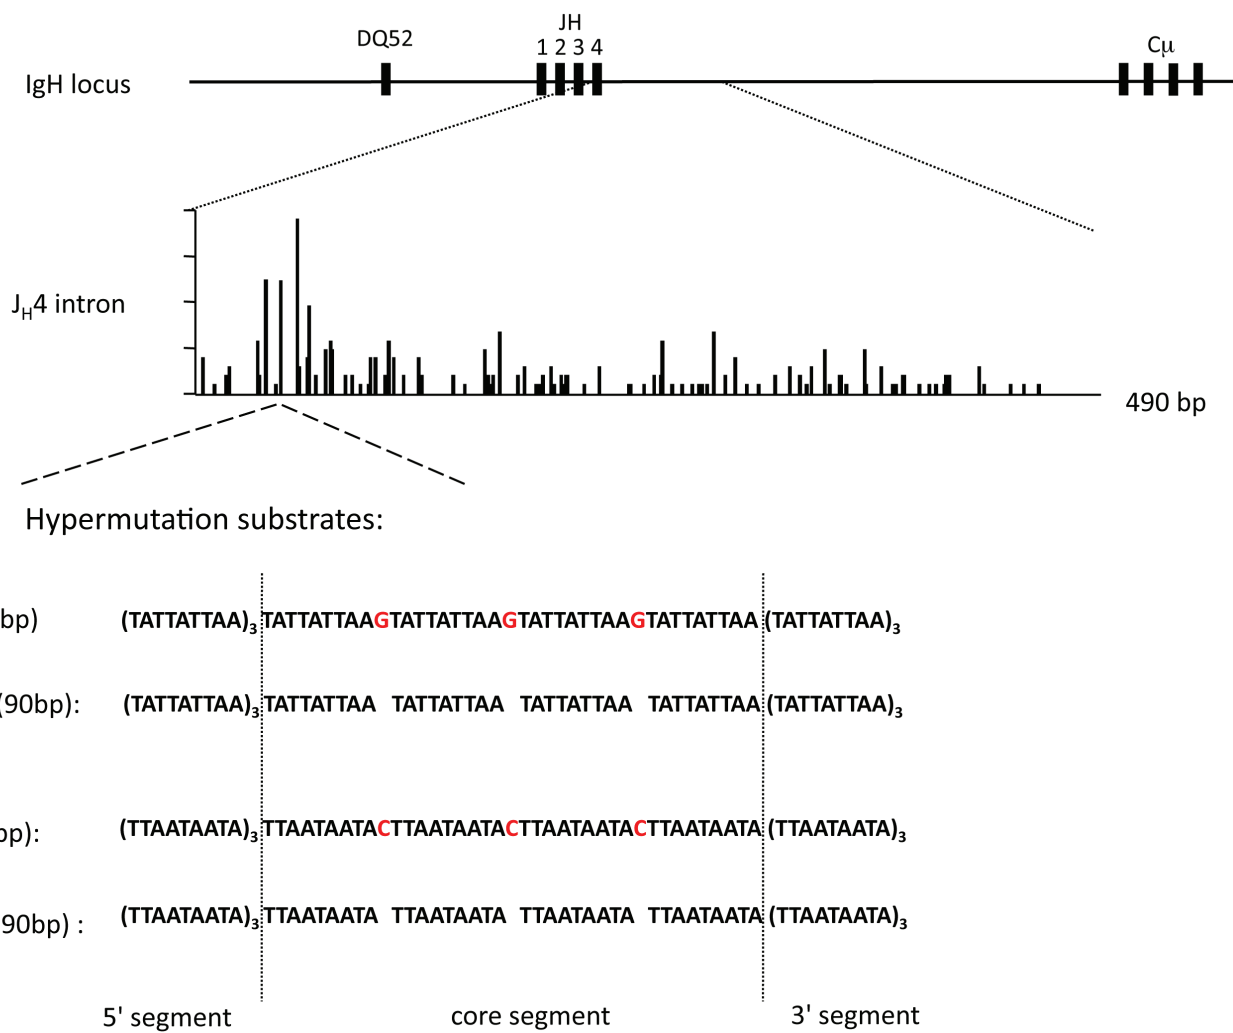 DQ52
JH
1 2 3 4
Cμ
IgH locus
JH4 intron
490 bp
Hypermutation substrates:
bp) (TATTATTAA)3 TATTATTAAGTATTATTAAGTATTATTAAGTATTATTAA (TATTATTAA)3
(90bp): (TATTATTAA)3 TATTATTAA TATTATTAA TATTATTAA TATTATTAA (TATTATTAA)3
bp): (TTAATAATA)3 TTAATAATACTTAATAATACTTAATAATACTTAATAATA (TTAATAATA)3
90bp) : (TTAATAATA)3 TTAATAATA TTAATAATA TTAATAATA TTAATAATA (TTAATAATA)3
5' segment core segment 3' segment